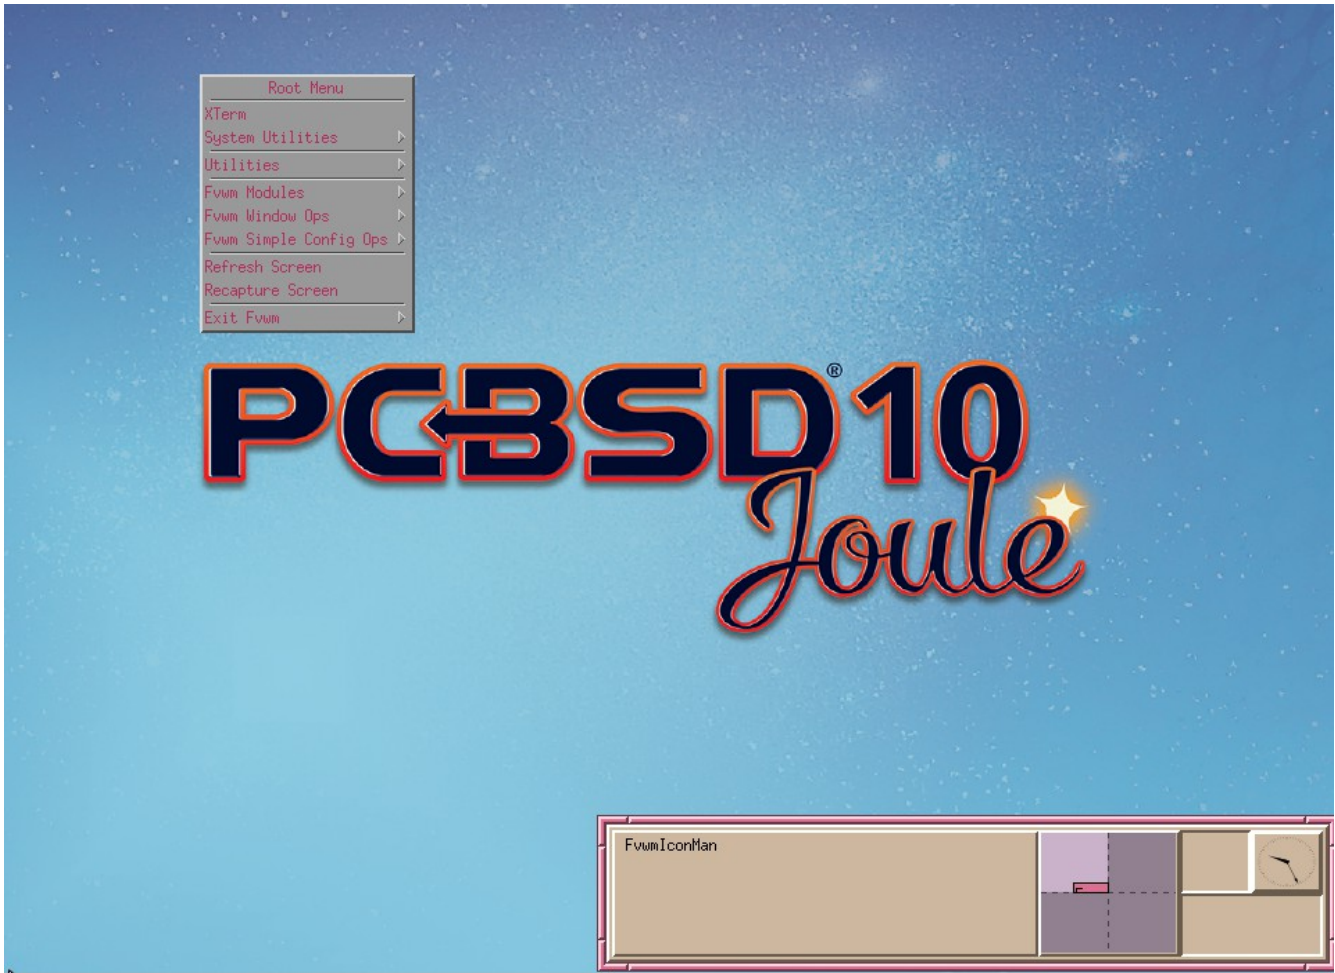 Root Menu
XTerm
System Utilities
Utilities
Fvwm Modules
Fvwm Window Ops
Fvwm Simple Config Ops
Refresh Screen
Recapture Screen
Exit Fvwm
PCBSD®10
Joule
FvwmIconMan
F